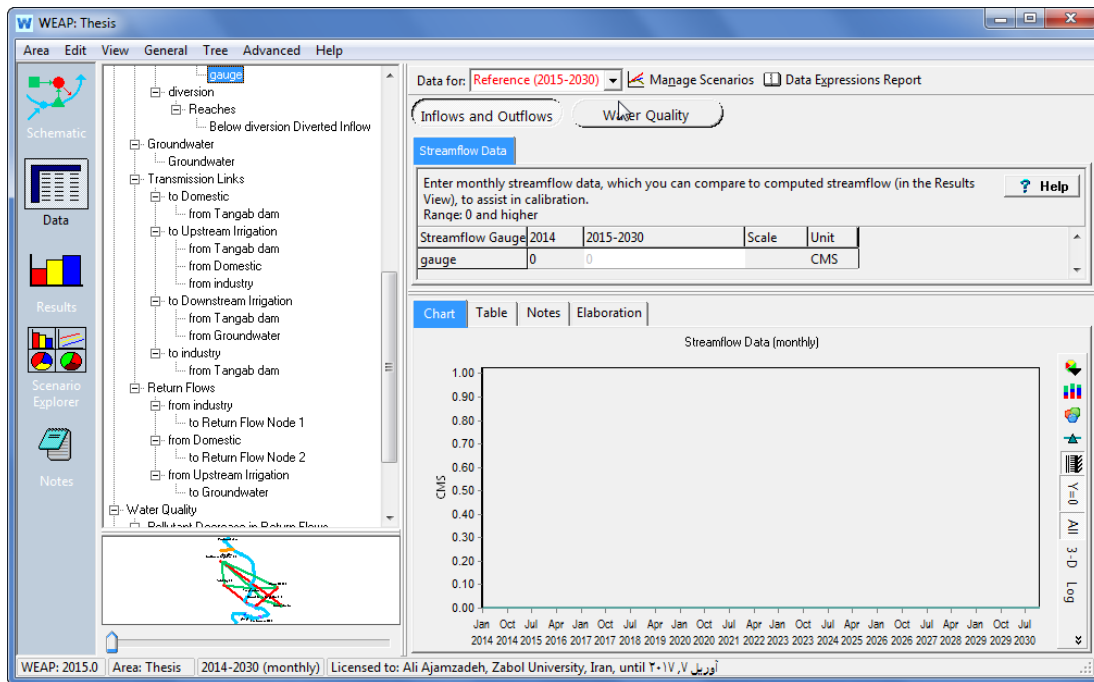 WEAP: Thesis
Area Edit View General Tree Advanced Help
Schematic
Data
Results
Scenario
Explorer
Notes
gauge
diversion
Reaches
Below diversion Diverted Inflow
Groundwater
Groundwater
Transmission Links
to Domestic
from Tangab dam
to Upstream Irrigation
from Tangab dam
from Domestic
from industry
to Downstream Irrigation
from Tangab dam
from Groundwater
to industry
from Tangab dam
Return Flows
from industry
to Return Flow Node 1
from Domestic
to Return Flow Node 2
from Upstream Irrigation
to Groundwater
Water Quality
Pollutant Decrease in Return Flows
Data for: Reference (2015-2030) Manage Scenarios Data Expressions Report
Inflows and Outflows Water Quality
Streamflow Data
Enter monthly streamflow data, which you can compare to computed streamflow (in the Results
View), to assist in calibration.
Range: 0 and higher
? Help
Streamflow Gauge 2014 2015-2030 Scale Unit
gauge 0 0 CMS
Chart Table Notes Elaboration
Streamflow Data (monthly)
CMS
1.00
0.90
0.80
0.70
0.60
0.50
0.40
0.30
0.20
0.10
0.00
Jan Oct Jul Apr Jan Oct Jul Apr Jan Oct Jul Apr Jan Oct Jul Apr Jan Oct Jul Apr Jan Oct Jul
2014 2014 2015 2016 2017 2017 2018 2019 2020 2020 2021 2022 2023 2023 2024 2025 2026 2026 2027 2028 2029 2029 2030
Y=0
All
3-D
Log
WEAP: 2015.0 Area: Thesis 2014-2030 (monthly) Licensed to: Ali Ajamzadeh, Zabol University, Iran, until آوریل ۷, ۲۰۱۷